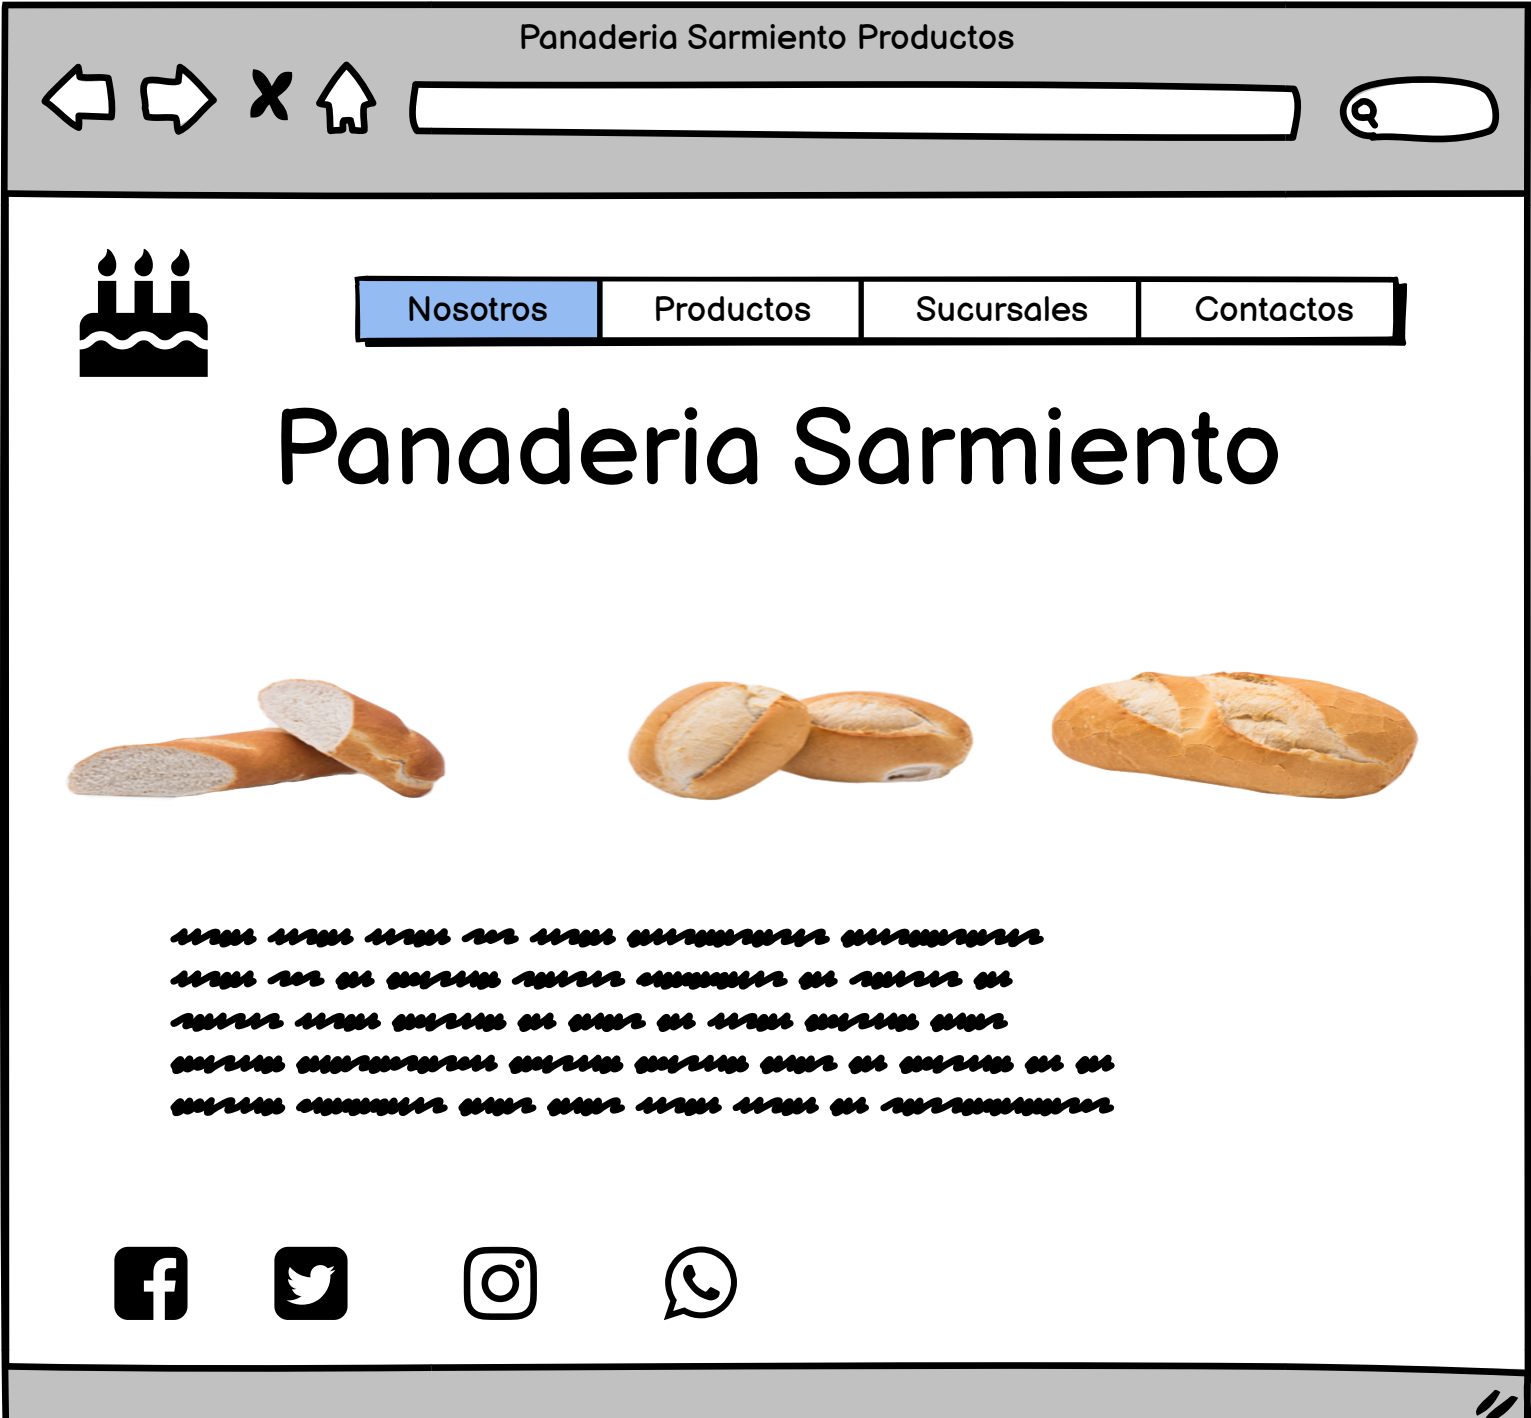 Panaderia Sarmiento Productos
Nosotros Productos Sucursales Contactos
Panaderia Sarmiento